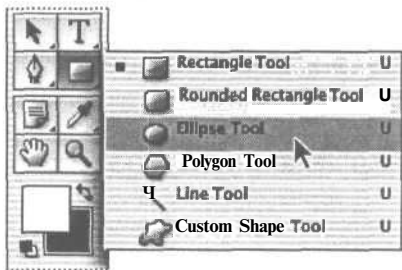 T
Rectangle Tool U
Rounded Rectangle Tool U
Ellipse Tool U
Polygon Tool U
Line Tool U
Custom Shape Tool U